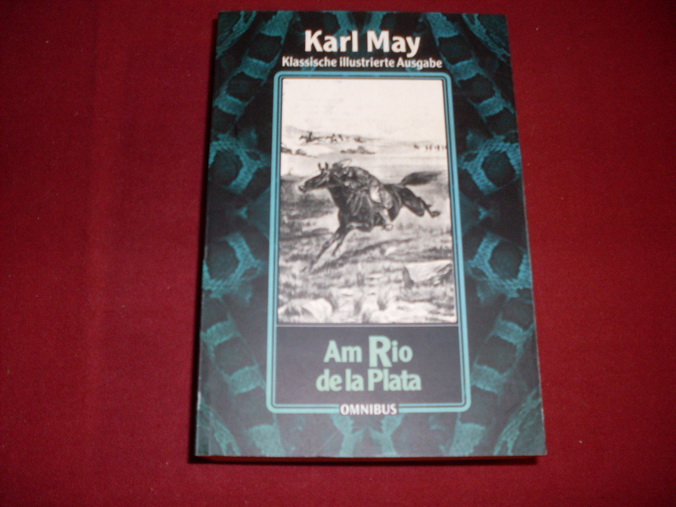 Karl May
Klassische illustrierte Ausgabe
Am Rio
de la Plata
OMNIBUS